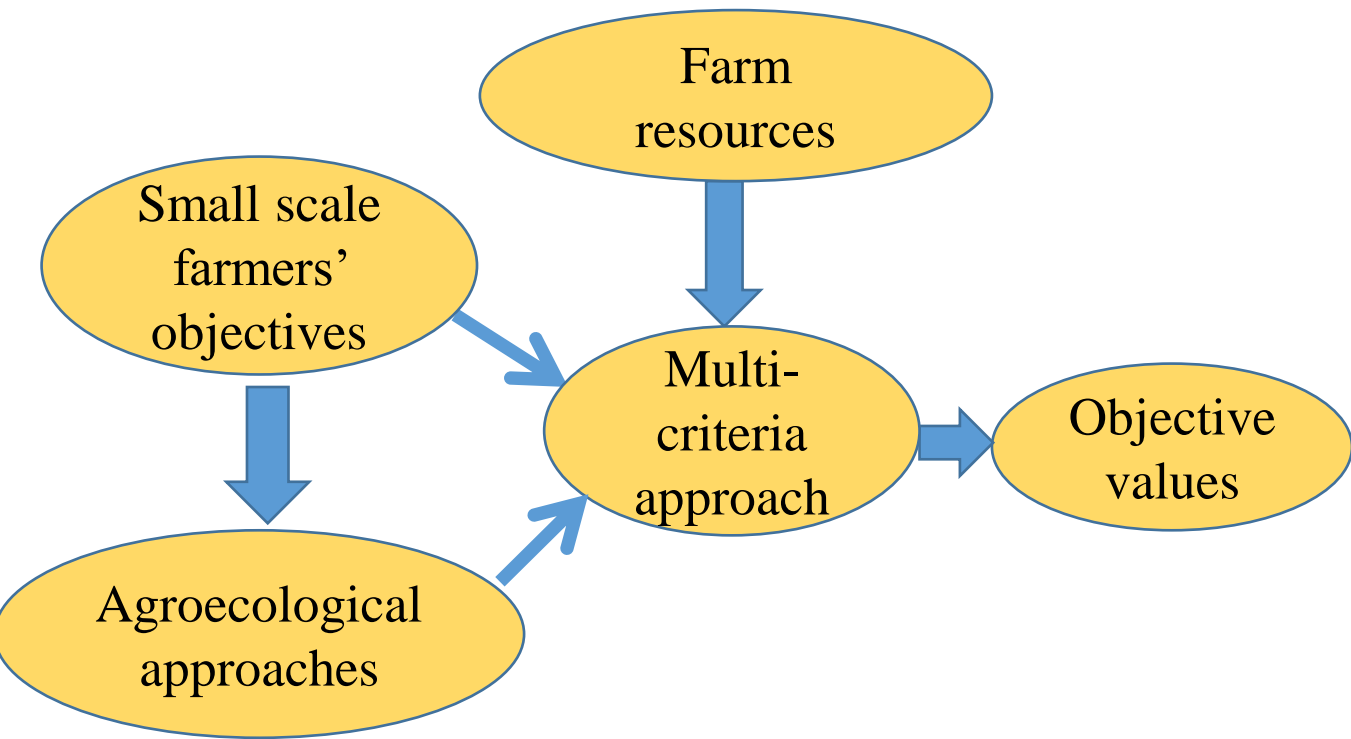 Farm
resources
Small scale
farmers’
objectives
Multi-
criteria
approach
Objective
values
Agroecological
approaches